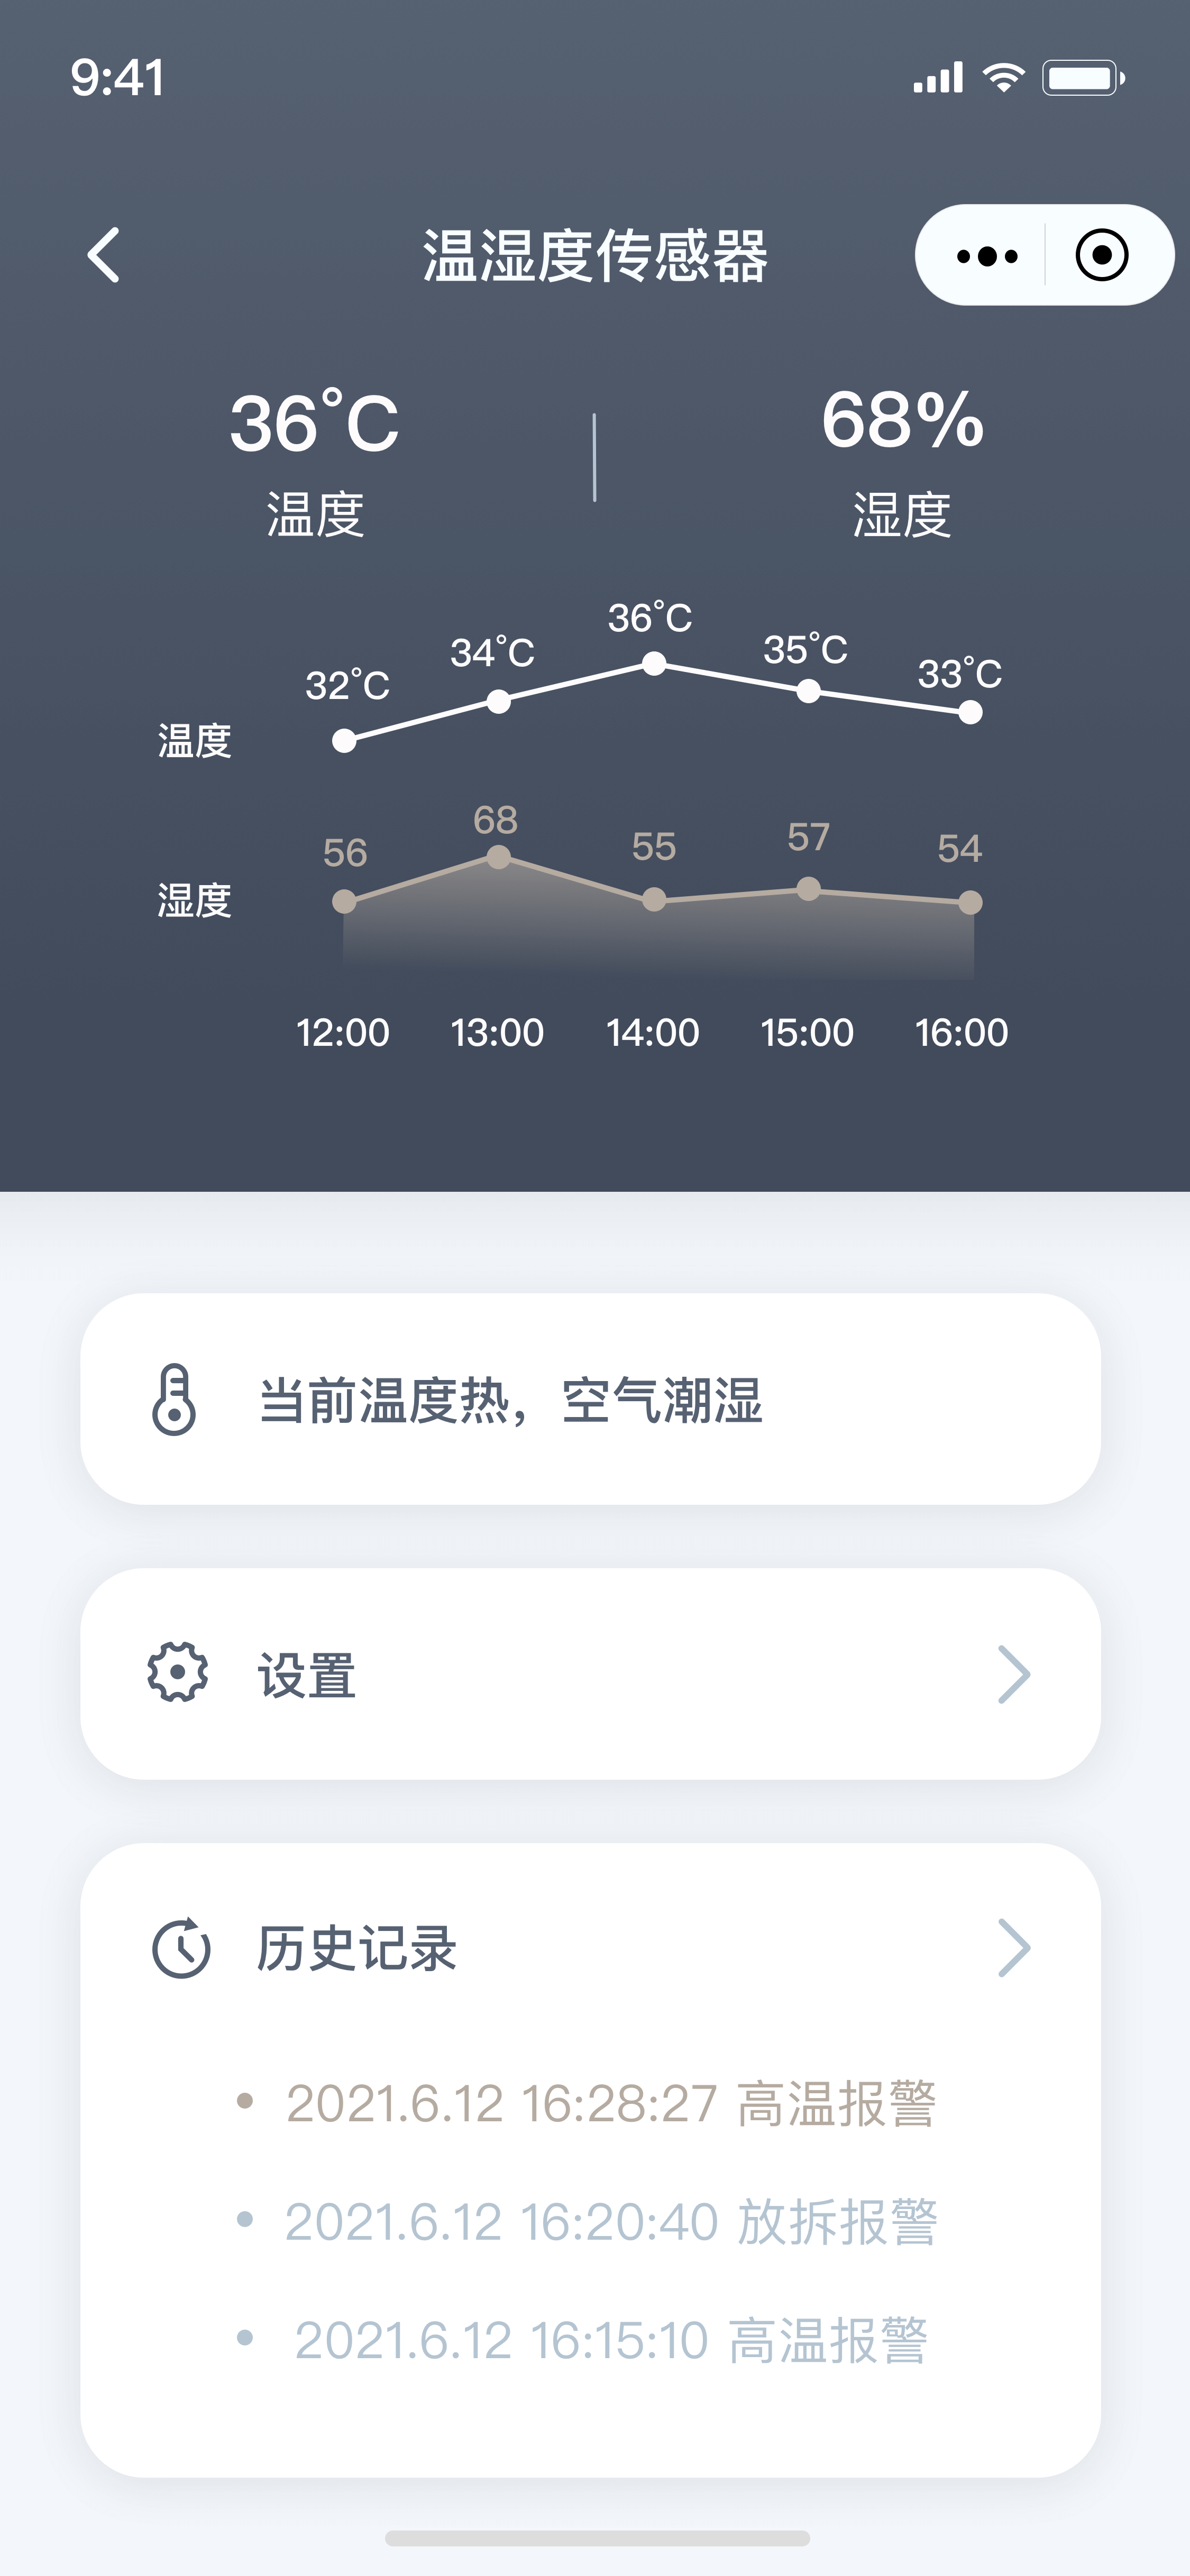 9:41
温湿度传感器
36°C
68%
温度
湿度
32°C
34°C
36°C
35°C
33°C
温度
56
68
55
57
54
湿度
12:00
13:00
14:00
15:00
16:00
当前温度热，空气潮湿
设置
历史记录
2021.6.12 16:28:27 高温报警
2021.6.12 16:20:40 放拆报警
2021.6.12 16:15:10 高温报警